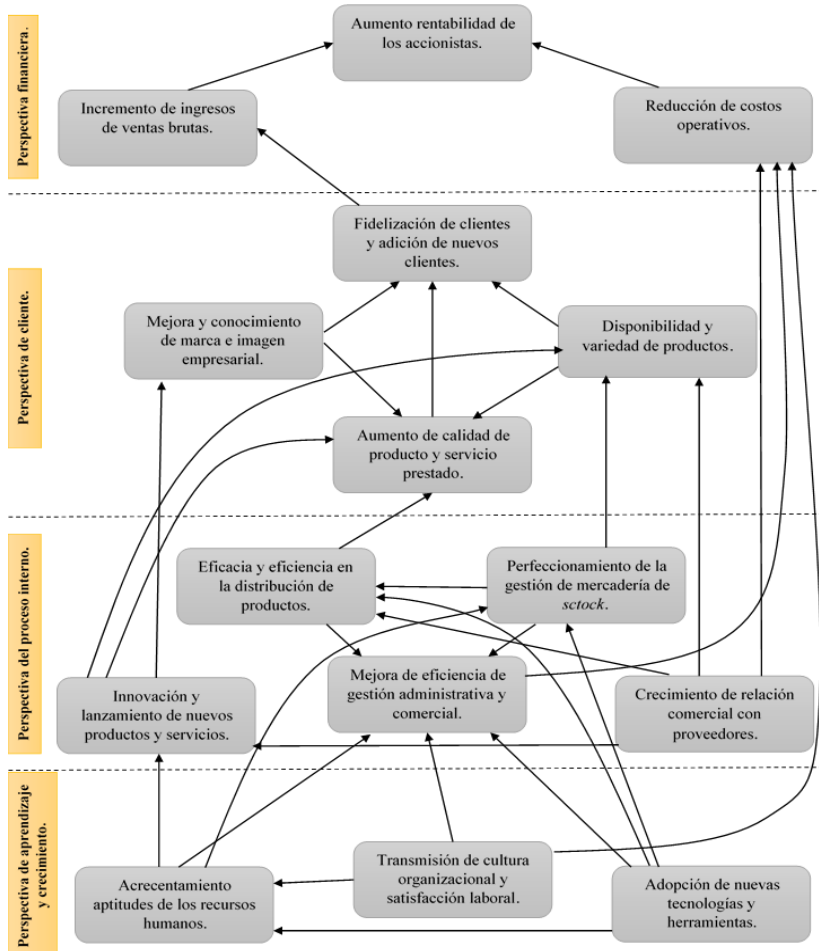 Perspectiva financiera.
Aumento rentabilidad de
los accionistas.
Incremento de ingresos
de ventas brutas.
Reducción de costos
operativos.
Perspectiva de cliente.
Fidelización de clientes
y adición de nuevos
clientes.
Mejora y conocimiento
de marca e imagen
empresarial.
Disponibilidad y
variedad de productos.
Aumento de calidad de
producto y servicio
prestado.
Perspectiva del proceso interno.
Eficacia y eficiencia en
la distribución de
productos.
Perfeccionamiento de la
gestión de mercadería de
sctock.
Innovación y
lanzamiento de nuevos
productos y servicios.
Mejora de eficiencia de
gestión administrativa y
comercial.
Crecimiento de relación
comercial con
proveedores.
Perspectiva de aprendizaje
y crecimiento.
Acrecentamiento
aptitudes de los recursos
humanos.
Transmisión de cultura
organizacional y
satisfacción laboral.
Adopción de nuevas
tecnologías y
herramientas.